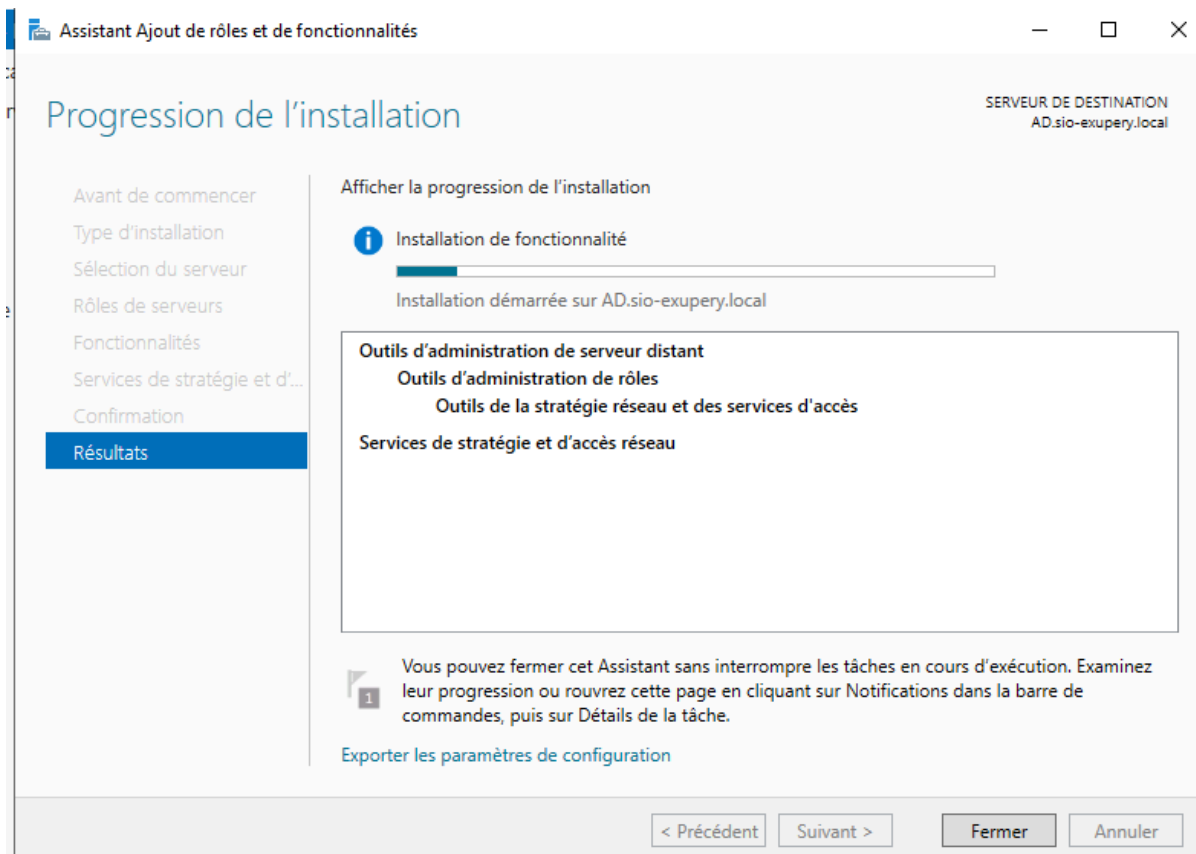 Assistant Ajout de rôles et de fonctionnalités
Progression de l'installation
SERVEUR DE DESTINATION
AD.sio-exupery.local
Avant de commencer
Type d'installation
Sélection du serveur
Rôles de serveurs
Fonctionnalités
Services de stratégie et d'...
Confirmation
Résultats
Afficher la progression de l'installation
Installation de fonctionnalité
Installation démarrée sur AD.sio-exupery.local
Outils d'administration de serveur distant
Outils d'administration de rôles
Outils de la stratégie réseau et des services d'accès
Services de stratégie et d'accès réseau
1
Vous pouvez fermer cet Assistant sans interrompre les tâches en cours d'exécution. Examinez
leur progression ou rouvrez cette page en cliquant sur Notifications dans la barre de
commandes, puis sur Détails de la tâche.
Exporter les paramètres de configuration
< Précédent
Suivant >
Fermer
Annuler